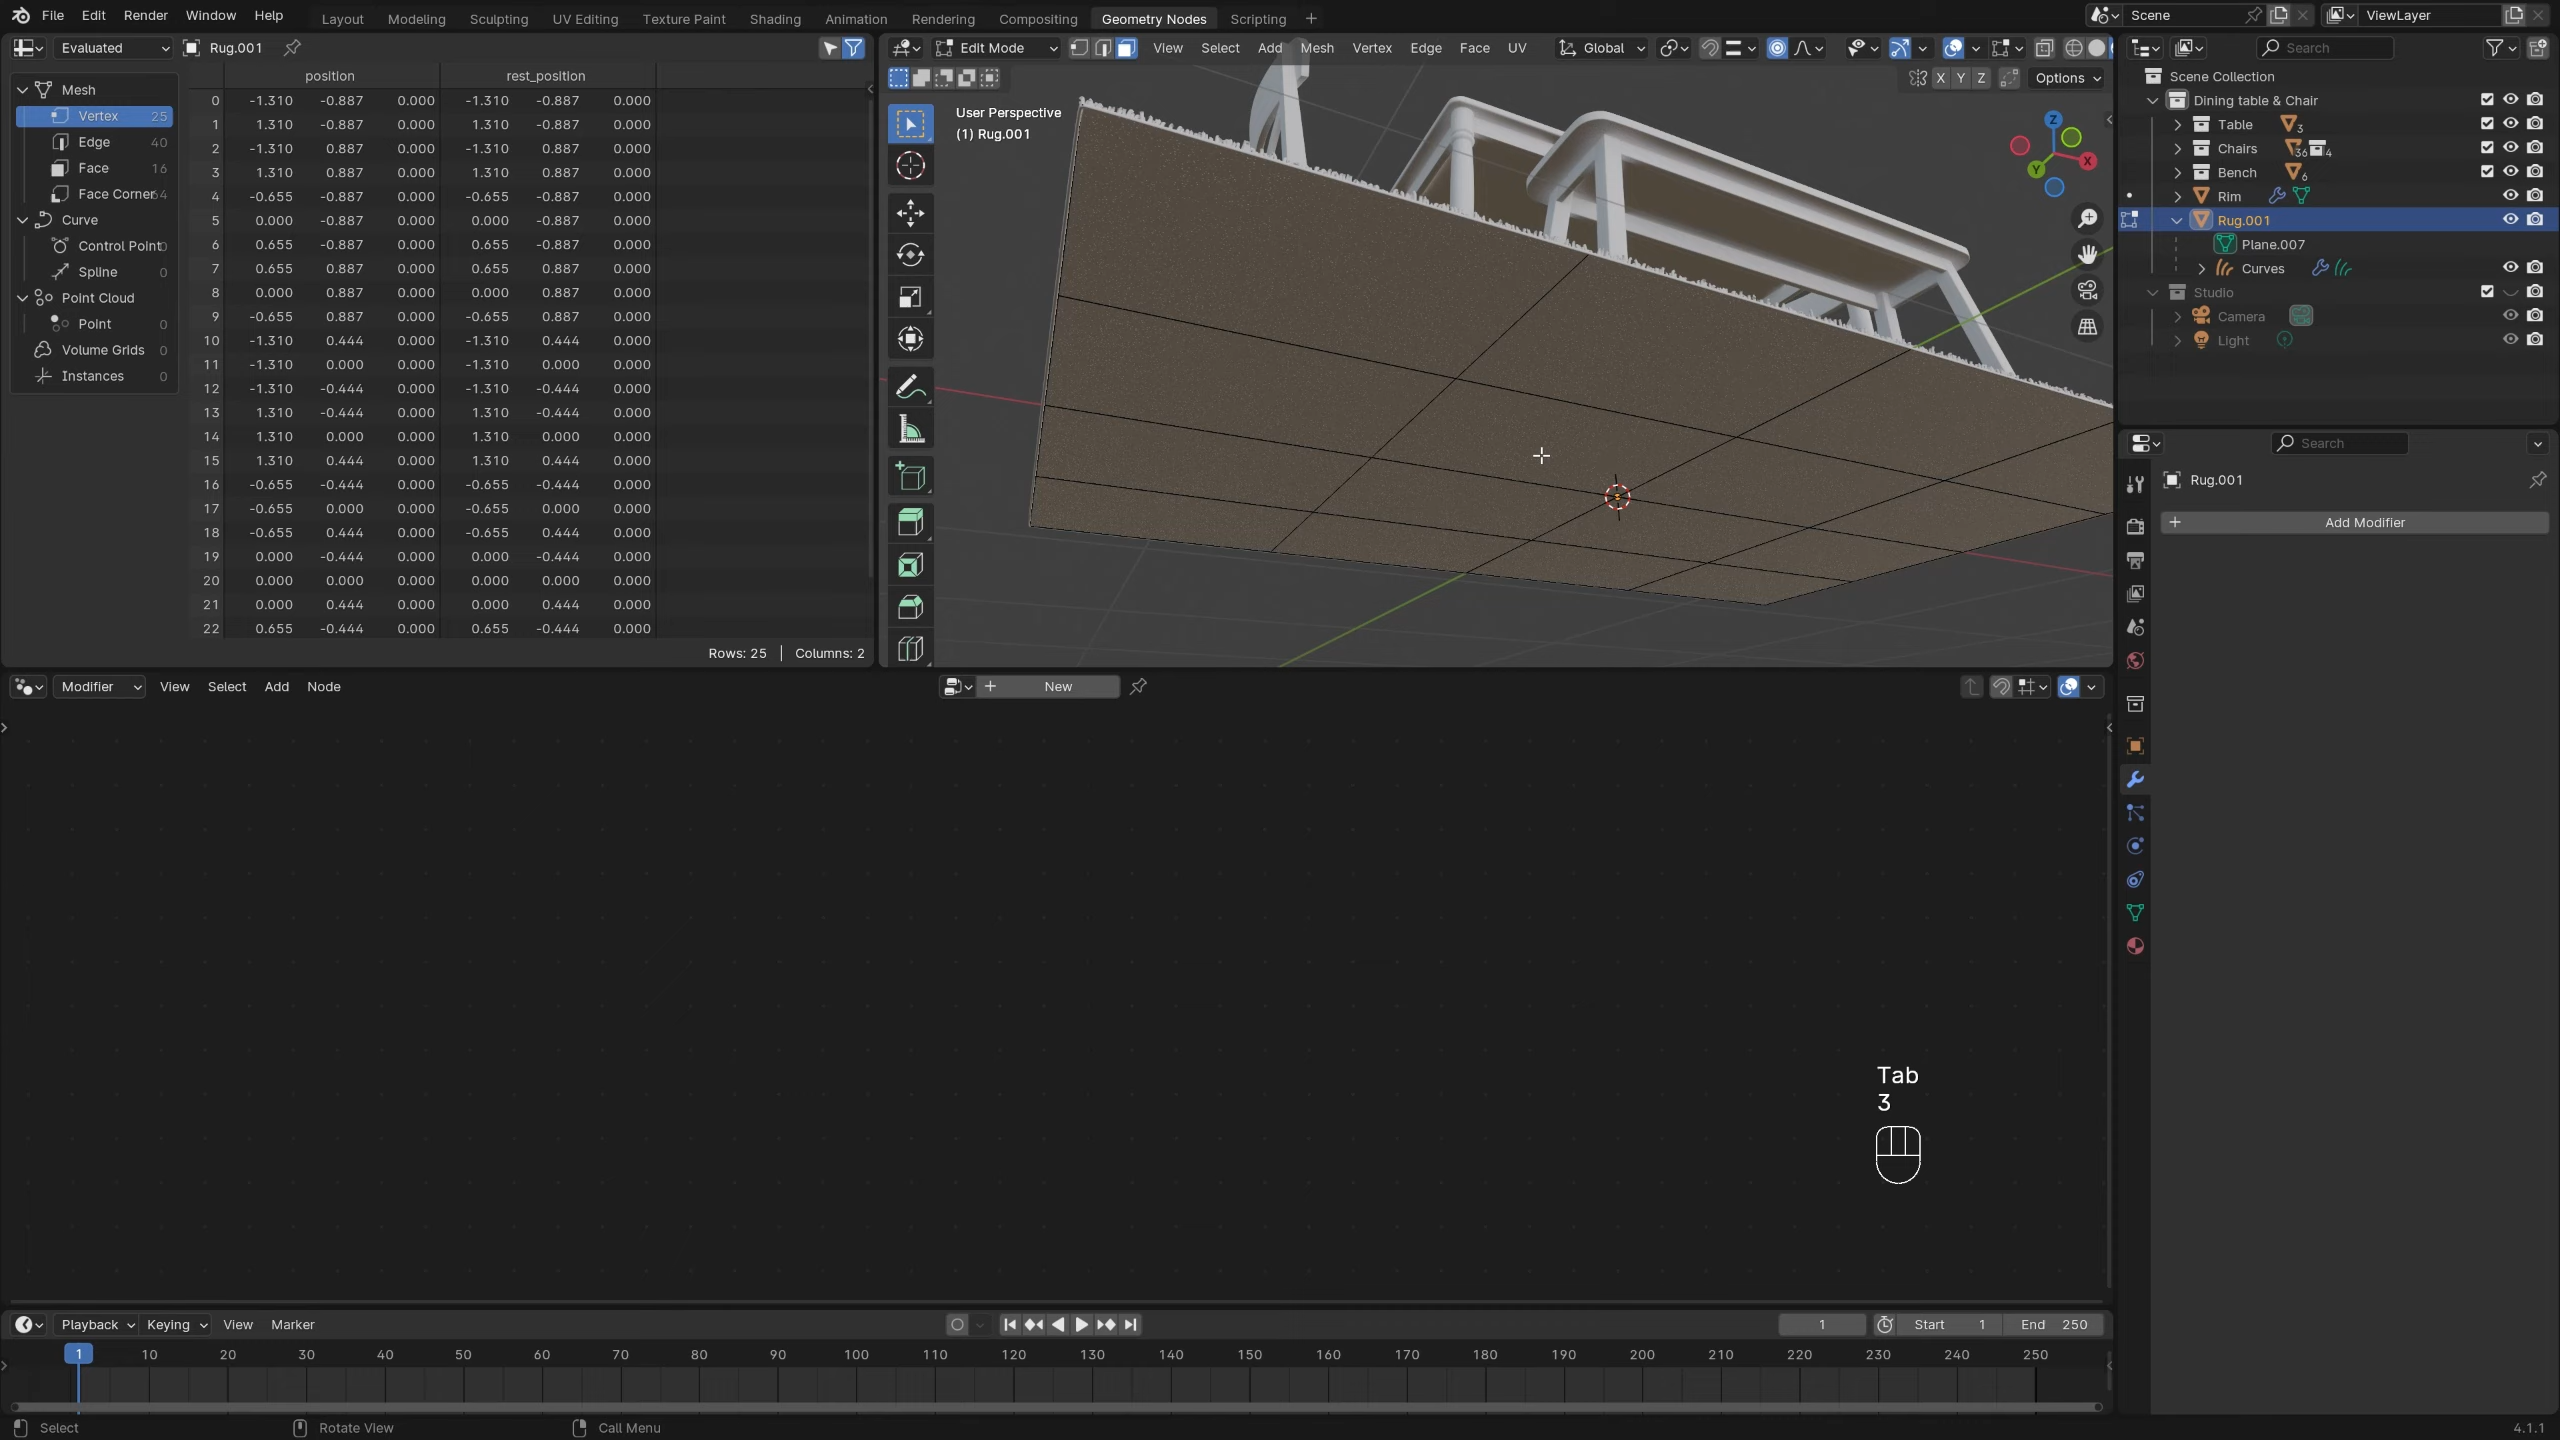 File Edit Render Window Help Layout Modeling Sculpting UV Editing Texture Paint Shading Animation Rendering Compositing Geometry Nodes Scripting + Scene ViewLayer
Evaluated Rug.001
Mesh
Vertex 25
Edge 40
Face 16
Face Corner 64
Curve
Control Point 0
Spline 0
Point Cloud
Point 0
Volume Grids 0
Instances 0
position rest_position
0 -1.310 -0.887 0.000 -1.310 -0.887 0.000
1 1.310 -0.887 0.000 1.310 -0.887 0.000
2 -1.310 0.887 0.000 -1.310 0.887 0.000
3 1.310 0.887 0.000 1.310 0.887 0.000
4 -0.655 -0.887 0.000 -0.655 -0.887 0.000
5 0.000 -0.887 0.000 0.000 -0.887 0.000
6 0.655 -0.887 0.000 0.655 -0.887 0.000
7 0.655 0.887 0.000 0.655 0.887 0.000
8 0.000 0.887 0.000 0.000 0.887 0.000
9 -0.655 0.887 0.000 -0.655 0.887 0.000
10 -1.310 0.444 0.000 -1.310 0.444 0.000
11 -1.310 0.000 0.000 -1.310 0.000 0.000
12 -1.310 -0.444 0.000 -1.310 -0.444 0.000
13 1.310 -0.444 0.000 1.310 -0.444 0.000
14 1.310 0.000 0.000 1.310 0.000 0.000
15 1.310 0.444 0.000 1.310 0.444 0.000
16 -0.655 -0.444 0.000 -0.655 -0.444 0.000
17 -0.655 0.000 0.000 -0.655 0.000 0.000
18 -0.655 0.444 0.000 -0.655 0.444 0.000
19 0.000 -0.444 0.000 0.000 -0.444 0.000
20 0.000 0.000 0.000 0.000 0.000 0.000
21 0.000 0.444 0.000 0.000 0.444 0.000
22 0.655 -0.444 0.000 0.655 -0.444 0.000
Rows: 25 | Columns: 2
Edit Mode View Select Add Mesh Vertex Edge Face UV Global
X Y Z Options
User Perspective
(1) Rug.001
Z
X
Y
Search
Scene Collection
Dining table & Chair
Table 3
Chairs 36 4
Bench 6
Rim
Rug.001
Plane.007
Curves
Studio
Camera
Light
Search
Rug.001
+ Add Modifier
Modifier View Select Add Node + New
Tab
3
Playback Keying View Marker 1 Start 1 End 250
1 10 20 30 40 50 60 70 80 90 100 110 120 130 140 150 160 170 180 190 200 210 220 230 240 250
Select Rotate View Call Menu 4.1.1